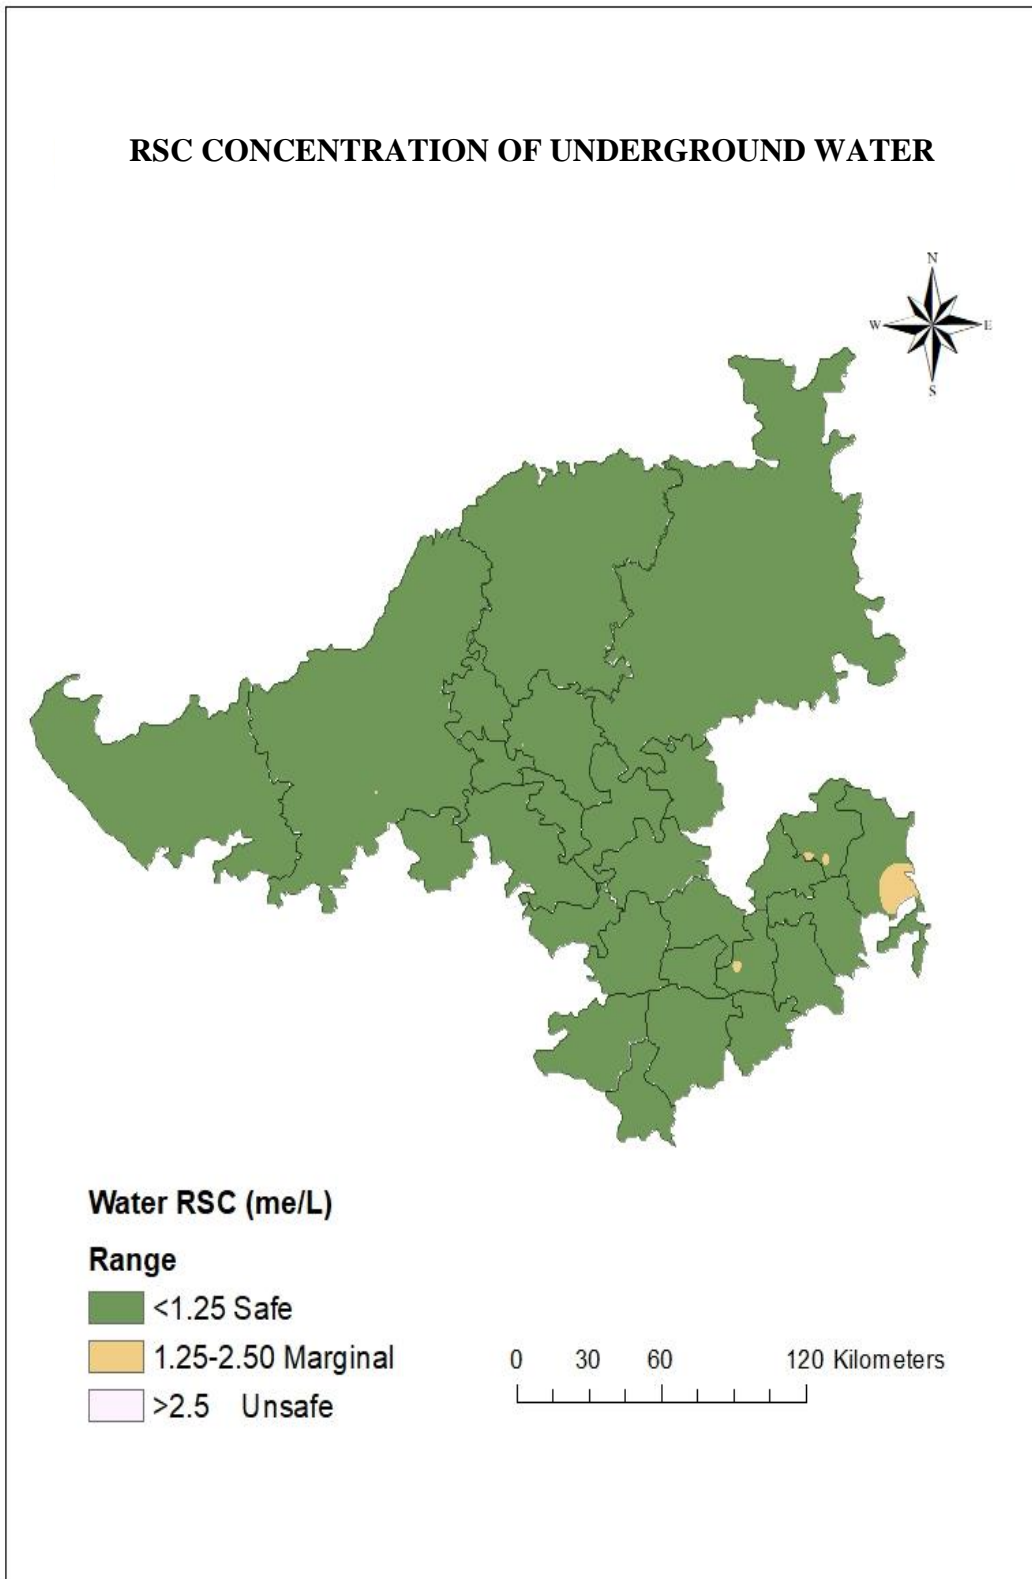 RSC CONCENTRATION OF UNDERGROUND WATER
N
W E
S
Water RSC (me/L)
Range
<1.25 Safe
1.25-2.50 Marginal
>2.5 Unsafe
0 30 60 120 Kilometers